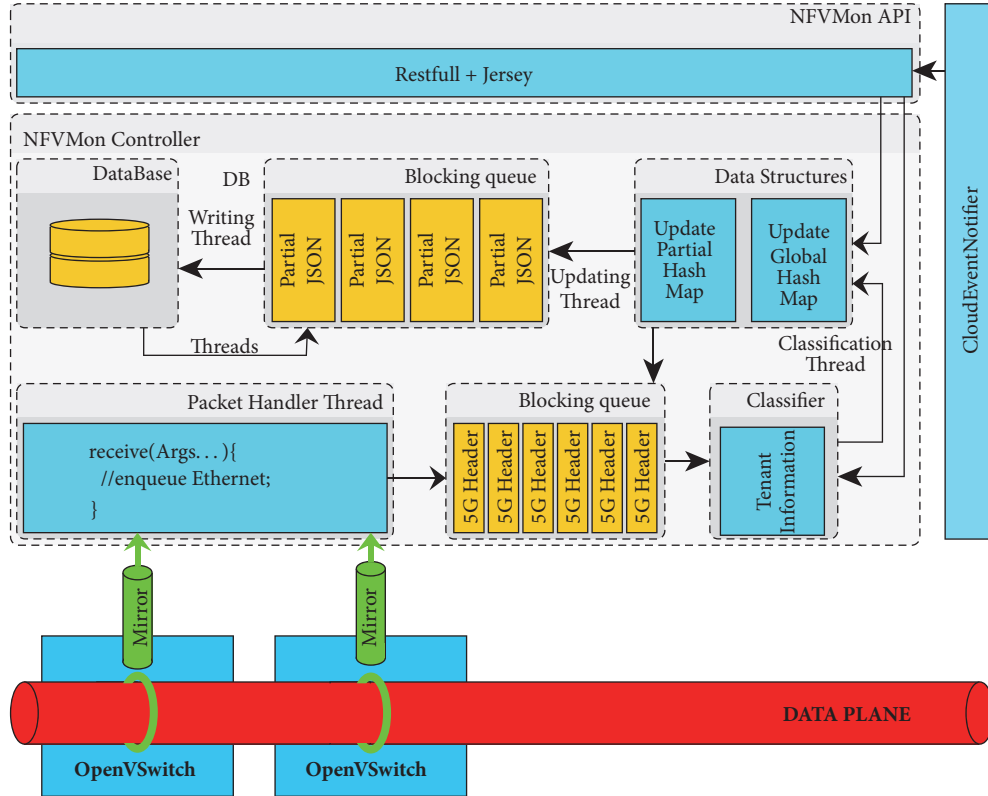 NFVMon API
Restfull + Jersey
CloudEventNotifier
NFVMon Controller
DataBase
DB
Writing
Thread
Blocking queue
Partial
JSON
Partial
JSON
Partial
JSON
Partial
JSON
Updating
Thread
Data Structures
Update
Partial
Hash
Map
Update
Global
Hash
Map
Threads
Classification
Thread
Packet Handler Thread
receive(Args. . . ){
//enqueue Ethernet;
}
Blocking queue
5G Header
5G Header
5G Header
5G Header
5G Header
5G Header
Classifier
Tenant
Information
Mirror
Mirror
DATA PLANE
OpenVSwitch
OpenVSwitch